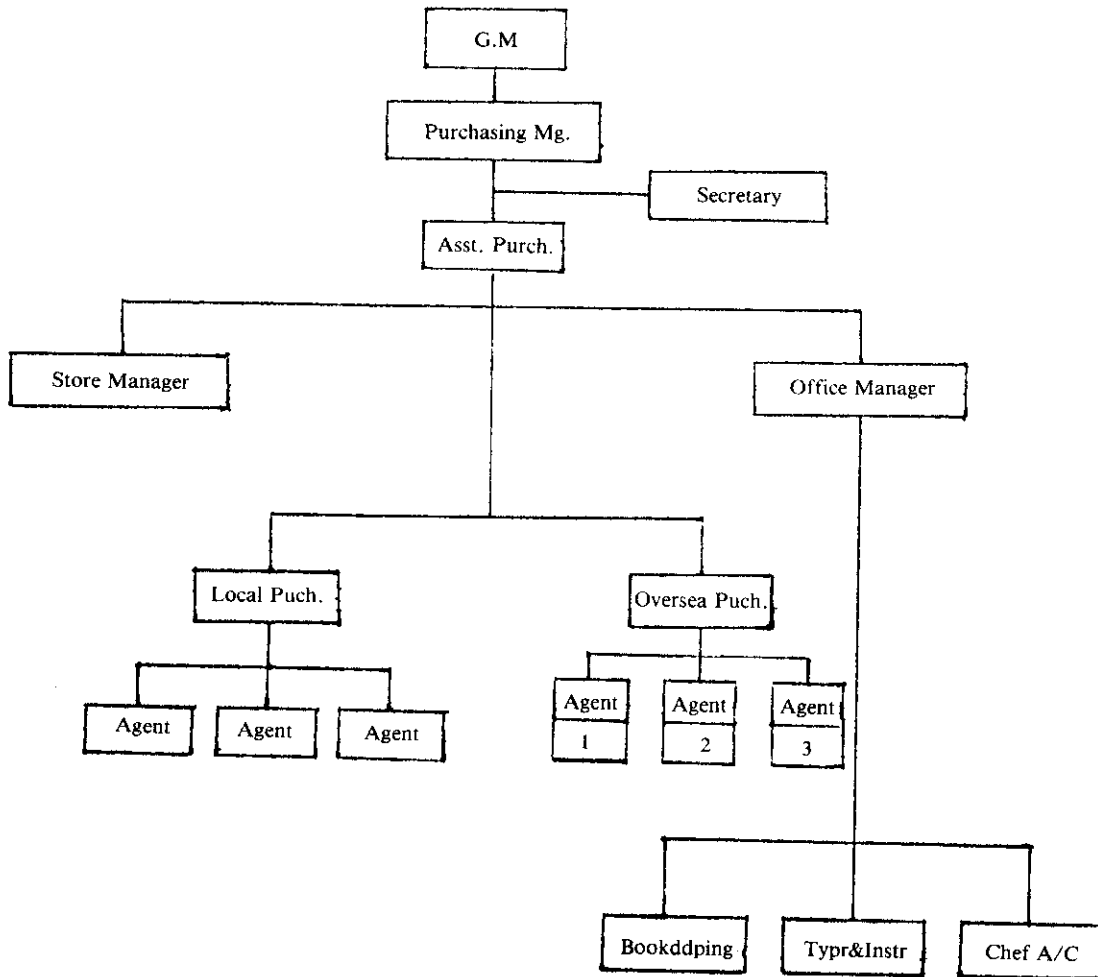 G.M
Purchasing Mg.
Secretary
Asst. Purch.
Store Manager
Office Manager
Local Puch.
Oversea Puch.
Agent
Agent
Agent
Agent
1
Agent
2
Agent
3
Bookddping
Typr&Instr
Chef A/C